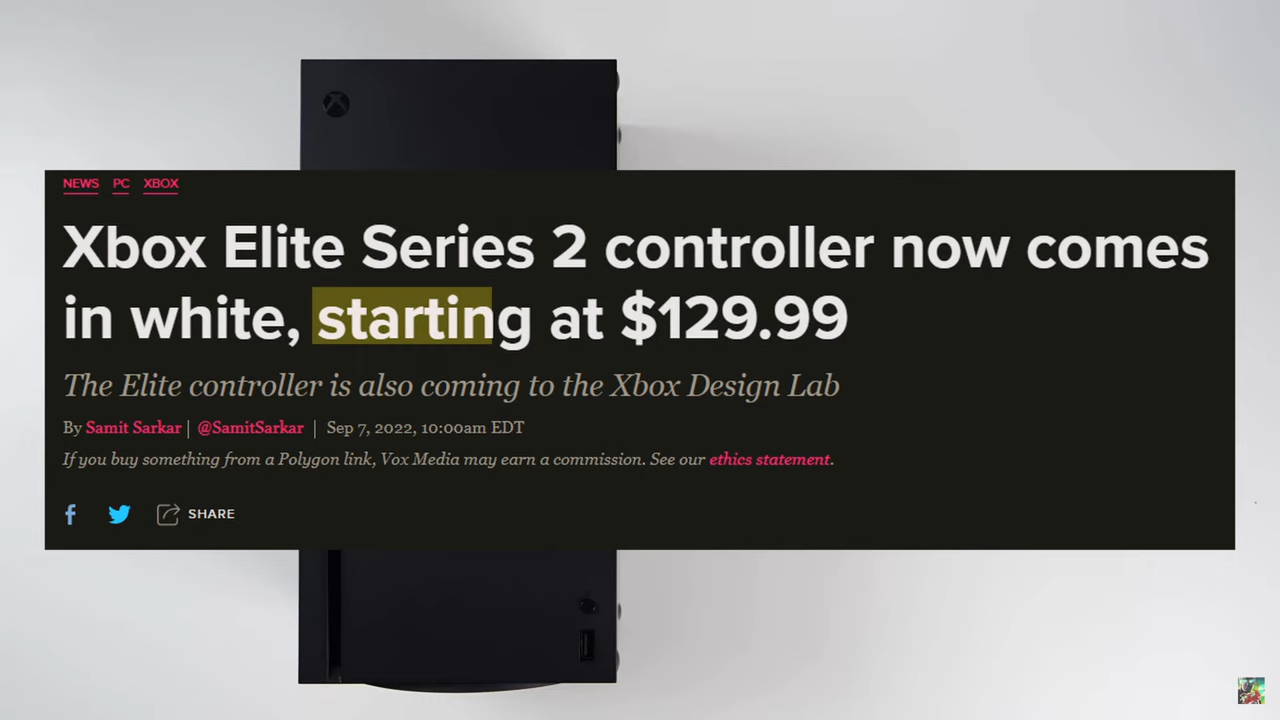 NEWS PC XBOX
Xbox Elite Series 2 controller now comes
in white, starting at $129.99
The Elite controller is also coming to the Xbox Design Lab
By Samit Sarkar | @SamitSarkar | Sep 7, 2022, 10:00am EDT
If you buy something from a Polygon link, Vox Media may earn a commission. See our ethics statement.
SHARE